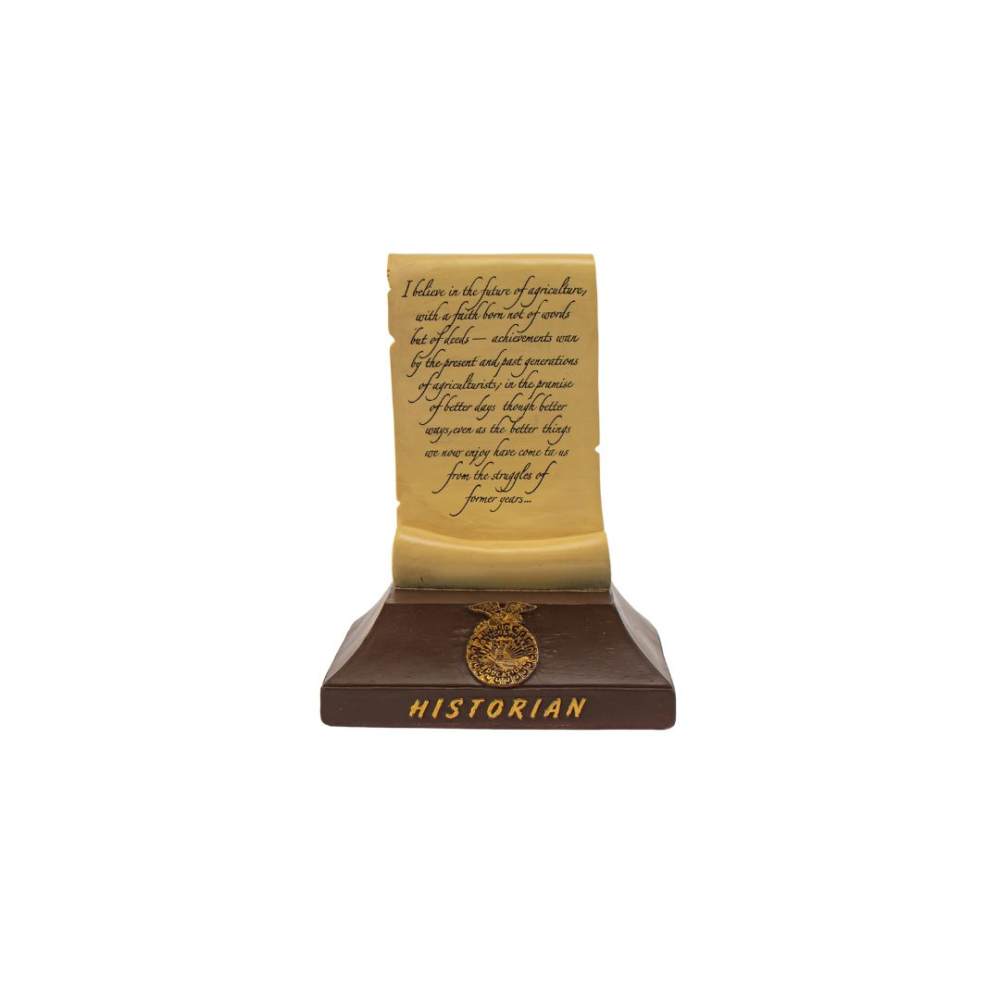 I believe in the future of agriculture,
with a faith born not of words
but of deeds — achievements wan
by the present and past generations
of agriculturists; in the pramise
of better days though better
ways, even as the better things
we now enjoy have come ta us
from the struggles of
former years...
HISTORIAN